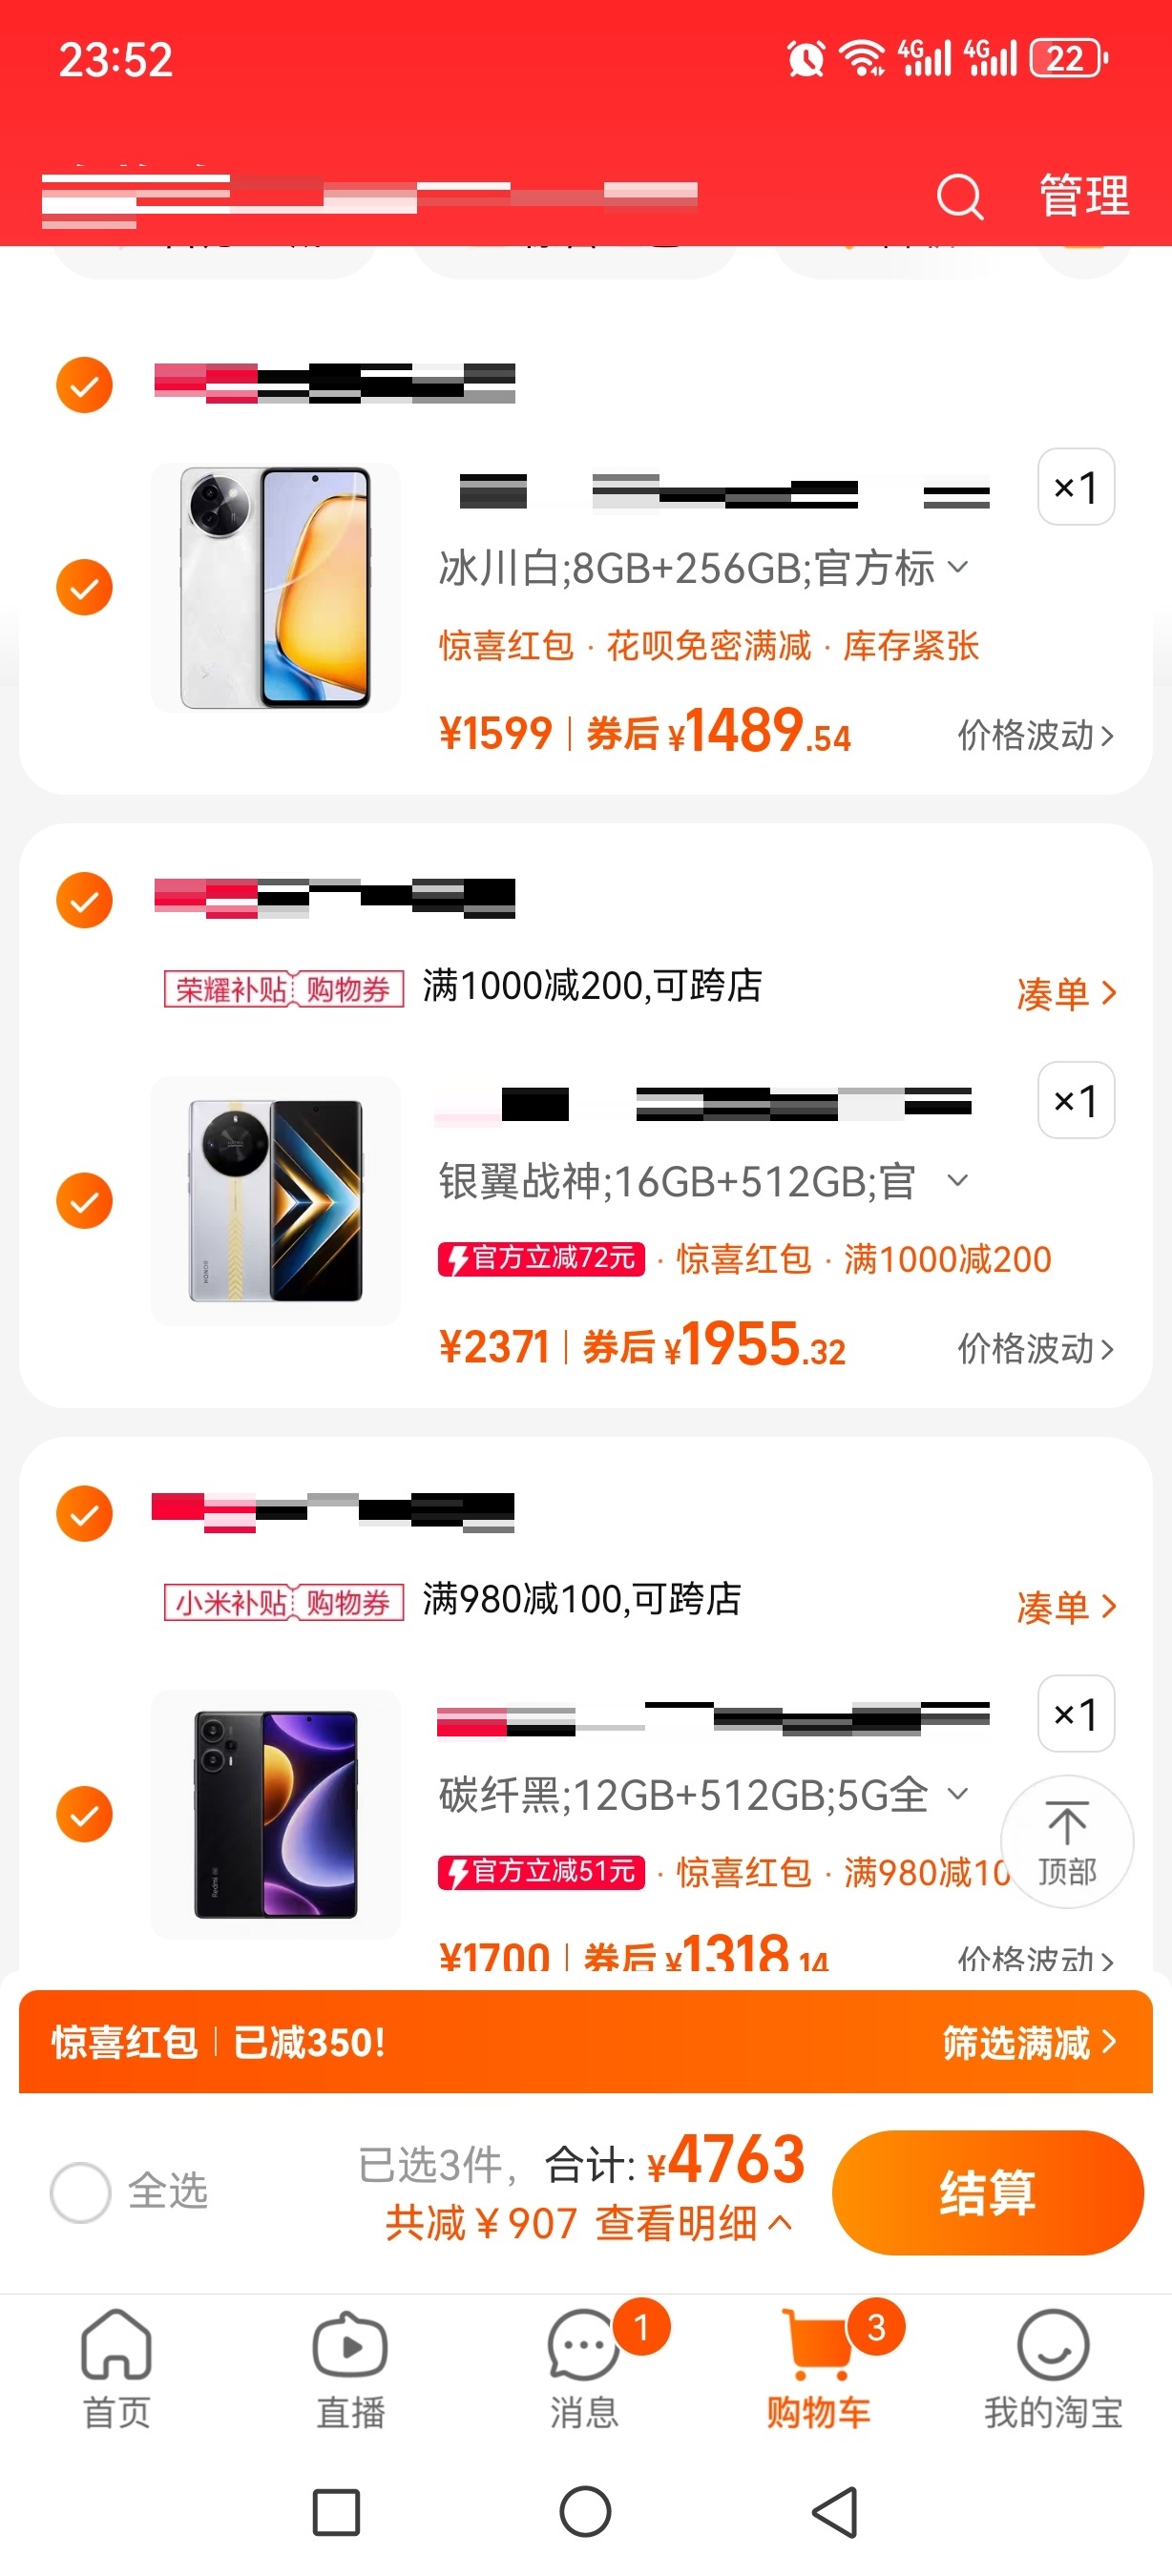 23:52
4G 4G 22
管理
×1
冰川白;8GB+256GB;官方标
惊喜红包 · 花呗免密满减 · 库存紧张
¥1599 券后 ¥1489.54 价格波动
荣耀补贴 购物券 满1000减200,可跨店 凑单
×1
银翼战神;16GB+512GB;官
官方立减72元 · 惊喜红包 · 满1000减200
¥2371 券后 ¥1955.32 价格波动
HONOR
小米补贴 购物券 满980减100,可跨店 凑单
×1
碳纤黑;12GB+512GB;5G全
官方立减51元 · 惊喜红包 · 满980减10
顶部
Redmi
¥1700 券后 ¥1318.14 价格波动
惊喜红包 已减350! 筛选满减
全选 已选3件, 合计: ¥4763 结算
共减¥907 查看明细
1 3
首页 直播 消息 购物车 我的淘宝